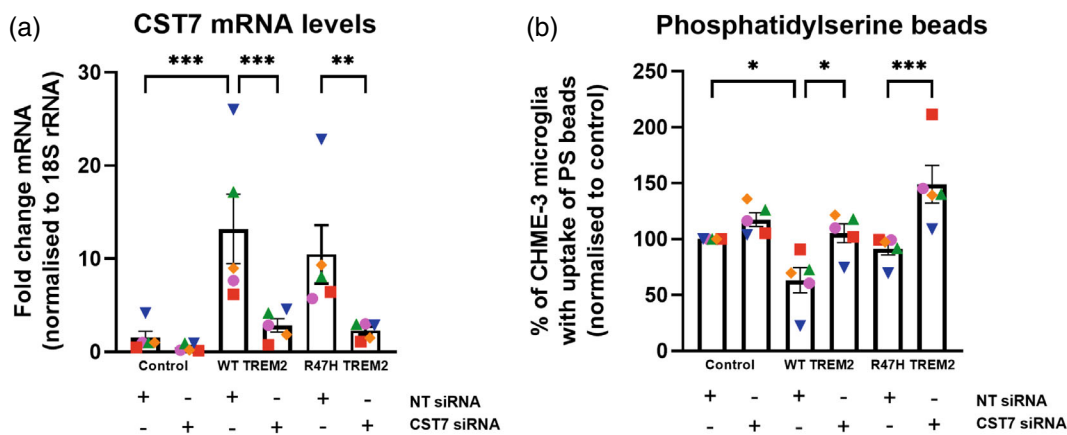 (a)
CST7 mRNA levels
*** *** **
Fold change mRNA
(normalised to 18S rRNA)
30
20
10
0
Control WT TREM2 R47H TREM2
+ - + - + - NT siRNA
- + - + - + CST7 siRNA
(b)
Phosphatidylserine beads
* * ***
% of CHME-3 microglia
with uptake of PS beads
(normalised to control)
250
200
150
100
50
0
Control WT TREM2 R47H TREM2
+ - + - + - NT siRNA
- + - + - + CST7 siRNA